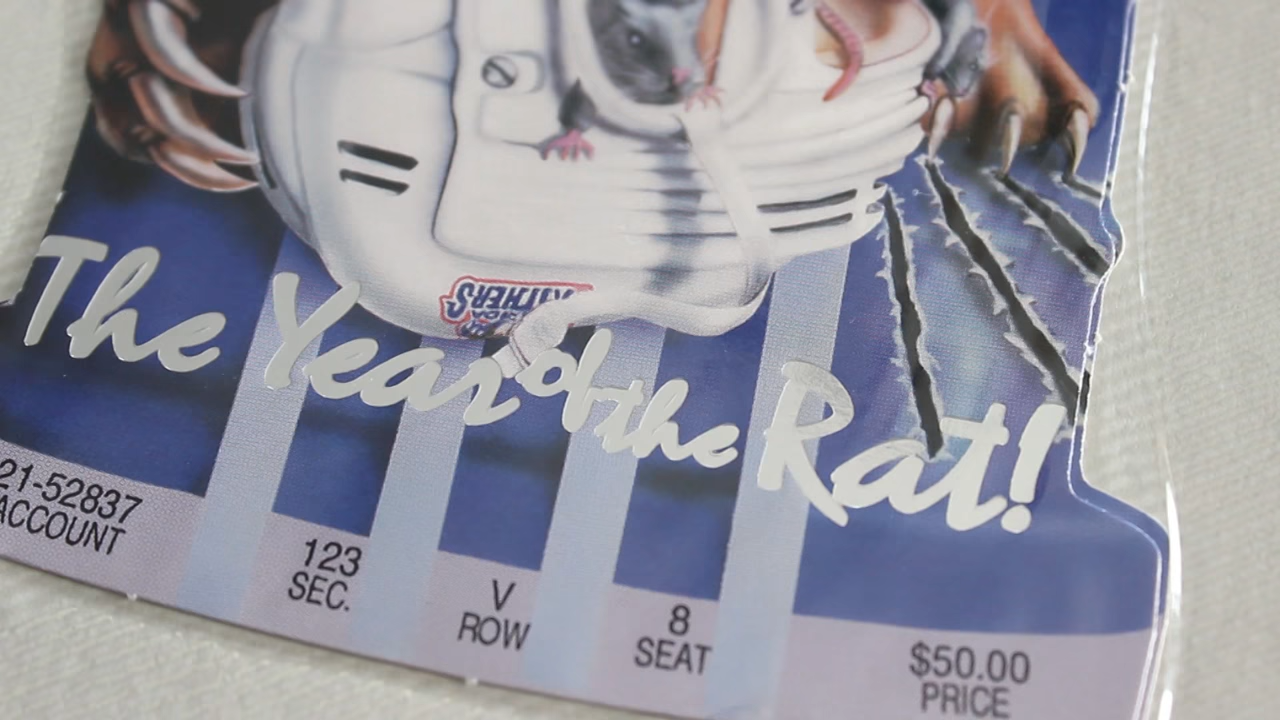 The Year of the Rat!
21-52837
ACCOUNT
123
SEC.
V
ROW
8
SEAT
$50.00
PRICE